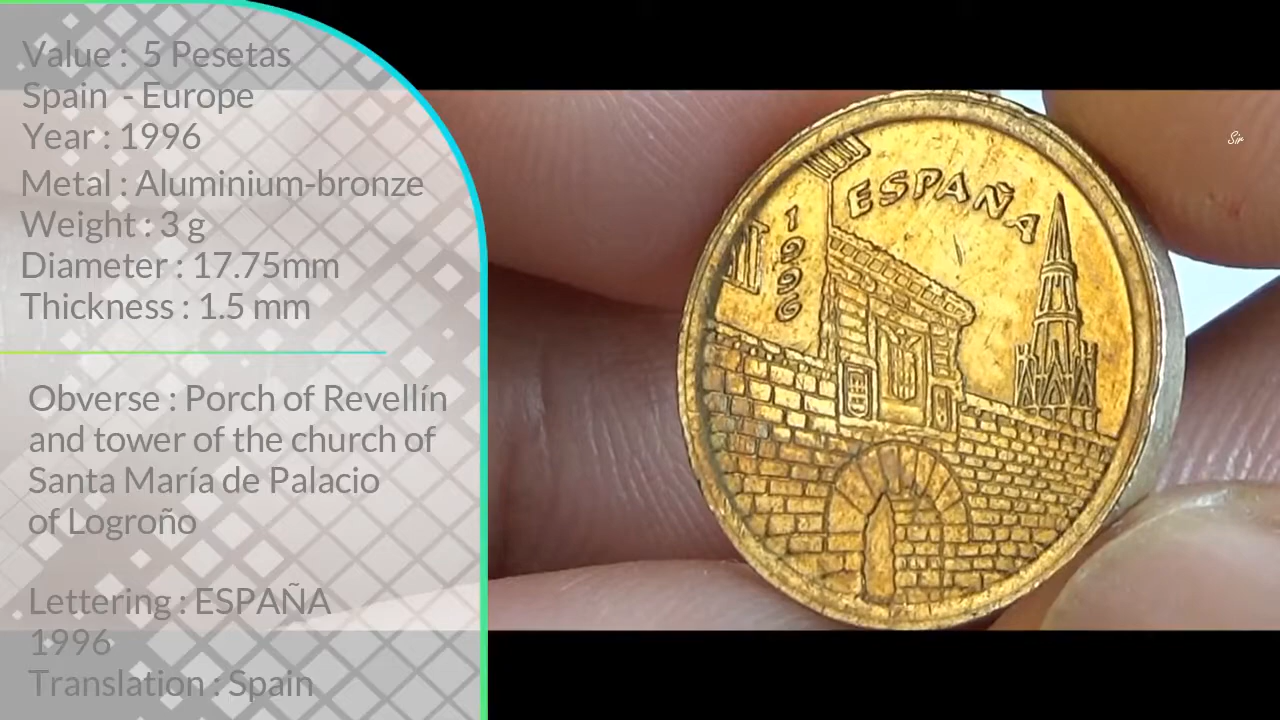 Value : 5 Pesetas
Spain - Europe
Year : 1996
Metal : Aluminium-bronze
Weight : 3 g
Diameter : 17.75mm
Thickness : 1.5 mm
Obverse : Porch of Revellín
and tower of the church of
Santa María de Palacio
of Logroño
Lettering : ESPAÑA
1996
Translation : Spain
ESPAÑA
1996
Sir